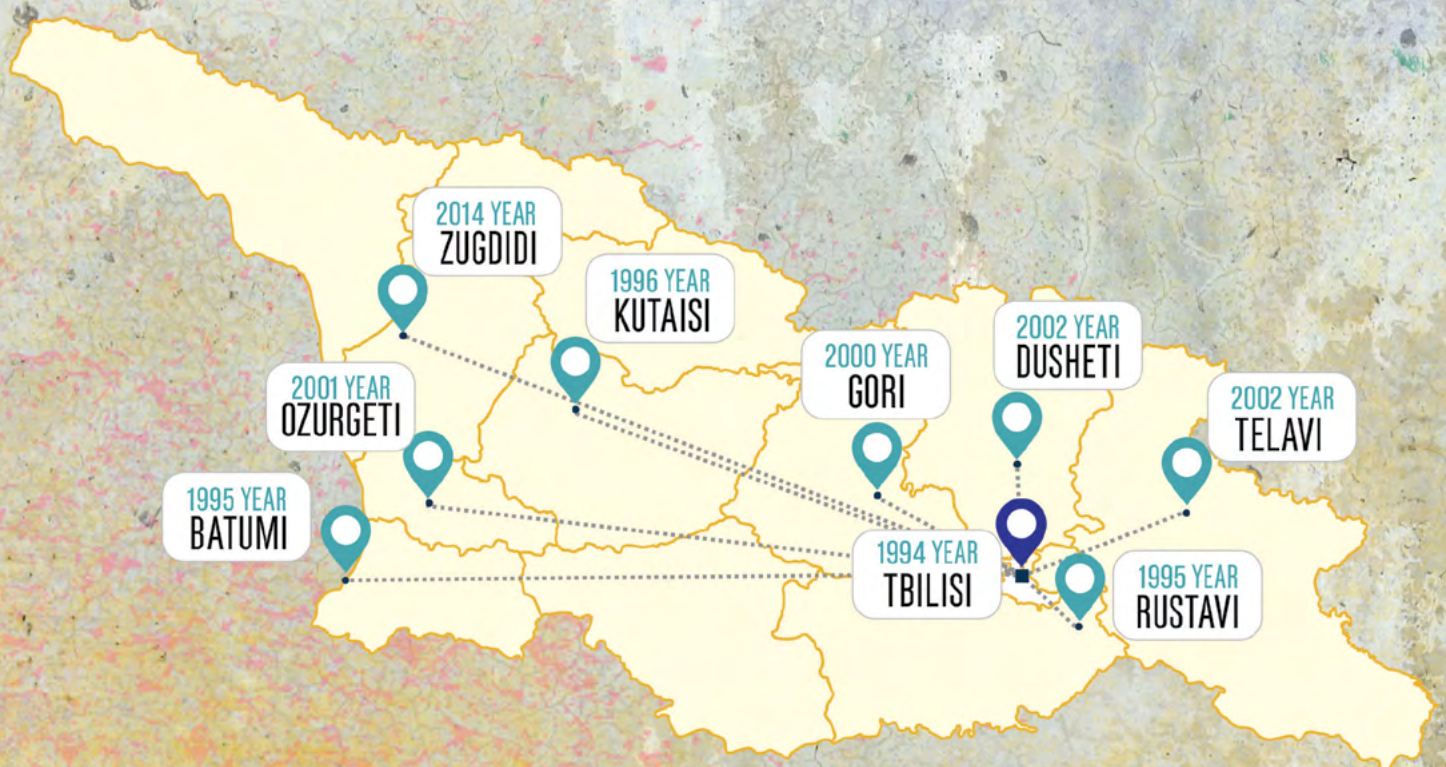 2014 YEAR
ZUGDIDI
1996 YEAR
KUTAISI
2002 YEAR
DUSHETI
2000 YEAR
GORI
2001 YEAR
OZURGETI
2002 YEAR
TELAVI
1995 YEAR
BATUMI
1994 YEAR
TBILISI
1995 YEAR
RUSTAVI